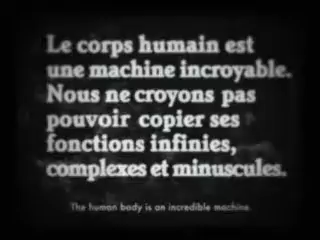 Le corps humain est
une machine incroyable.
Nous ne croyons pas
pouvoir copier ses
fonctions infinies,
complexes et minuscules.
The human body is an incredible machine.